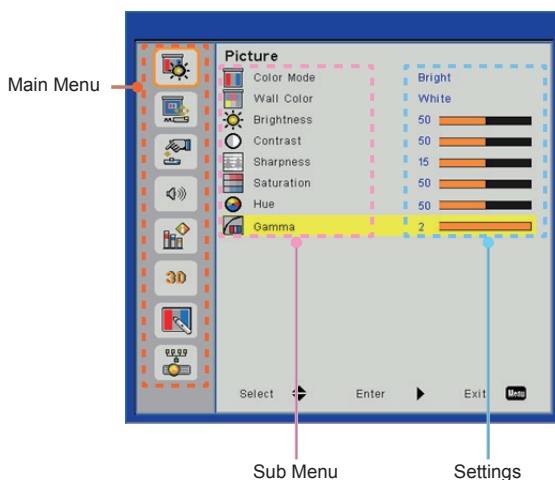 Main Menu
Picture
Color Mode Bright
Wall Color White
Brightness 50
Contrast 50
Sharpness 15
Saturation 50
Hue 50
Gamma 2
3D
Select Enter Exit Menu
Sub Menu Settings